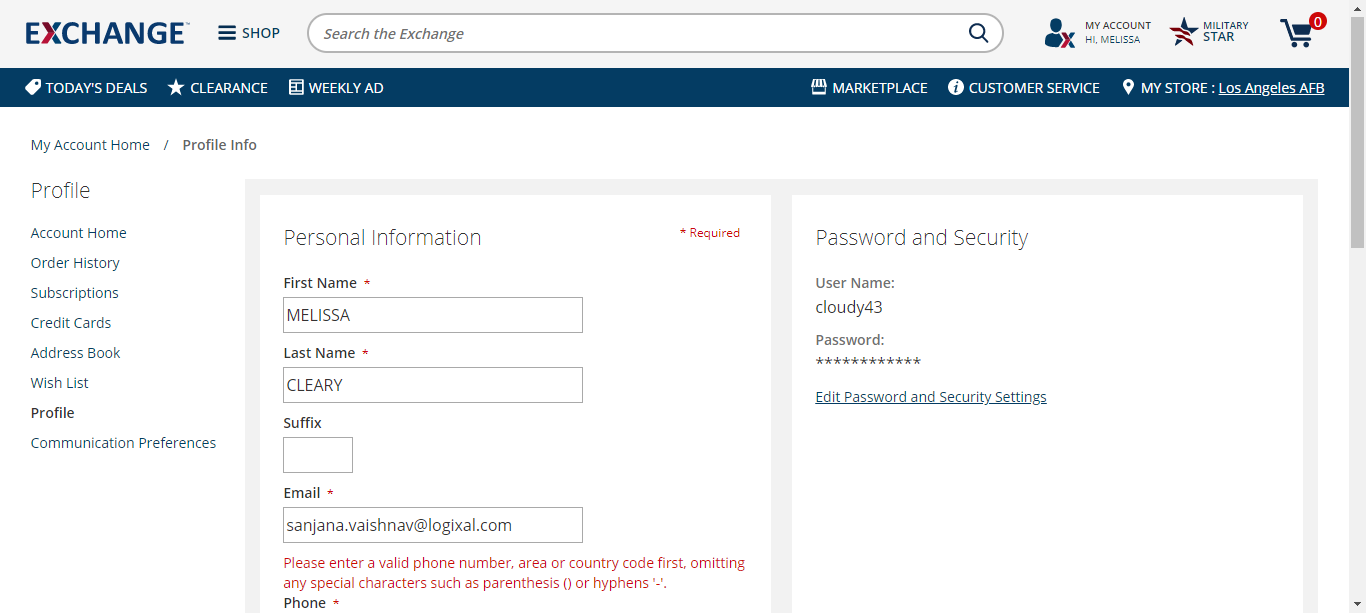 EXCHANGE
SHOP
Search the Exchange
MY ACCOUNT
HI, MELISSA
MILITARY
STAR
0
TODAY'S DEALS
CLEARANCE
WEEKLY AD
MARKETPLACE
CUSTOMER SERVICE
MY STORE : Los Angeles AFB
My Account Home / Profile Info
Profile
Account Home
Order History
Subscriptions
Credit Cards
Address Book
Wish List
Profile
Communication Preferences
Personal Information
* Required
First Name *
MELISSA
Last Name *
CLEARY
Suffix
Email *
sanjana.vaishnav@logixal.com
Please enter a valid phone number, area or country code first, omitting
any special characters such as parenthesis () or hyphens '-'.
Phone *
Password and Security
User Name:
cloudy43
Password:
************
Edit Password and Security Settings